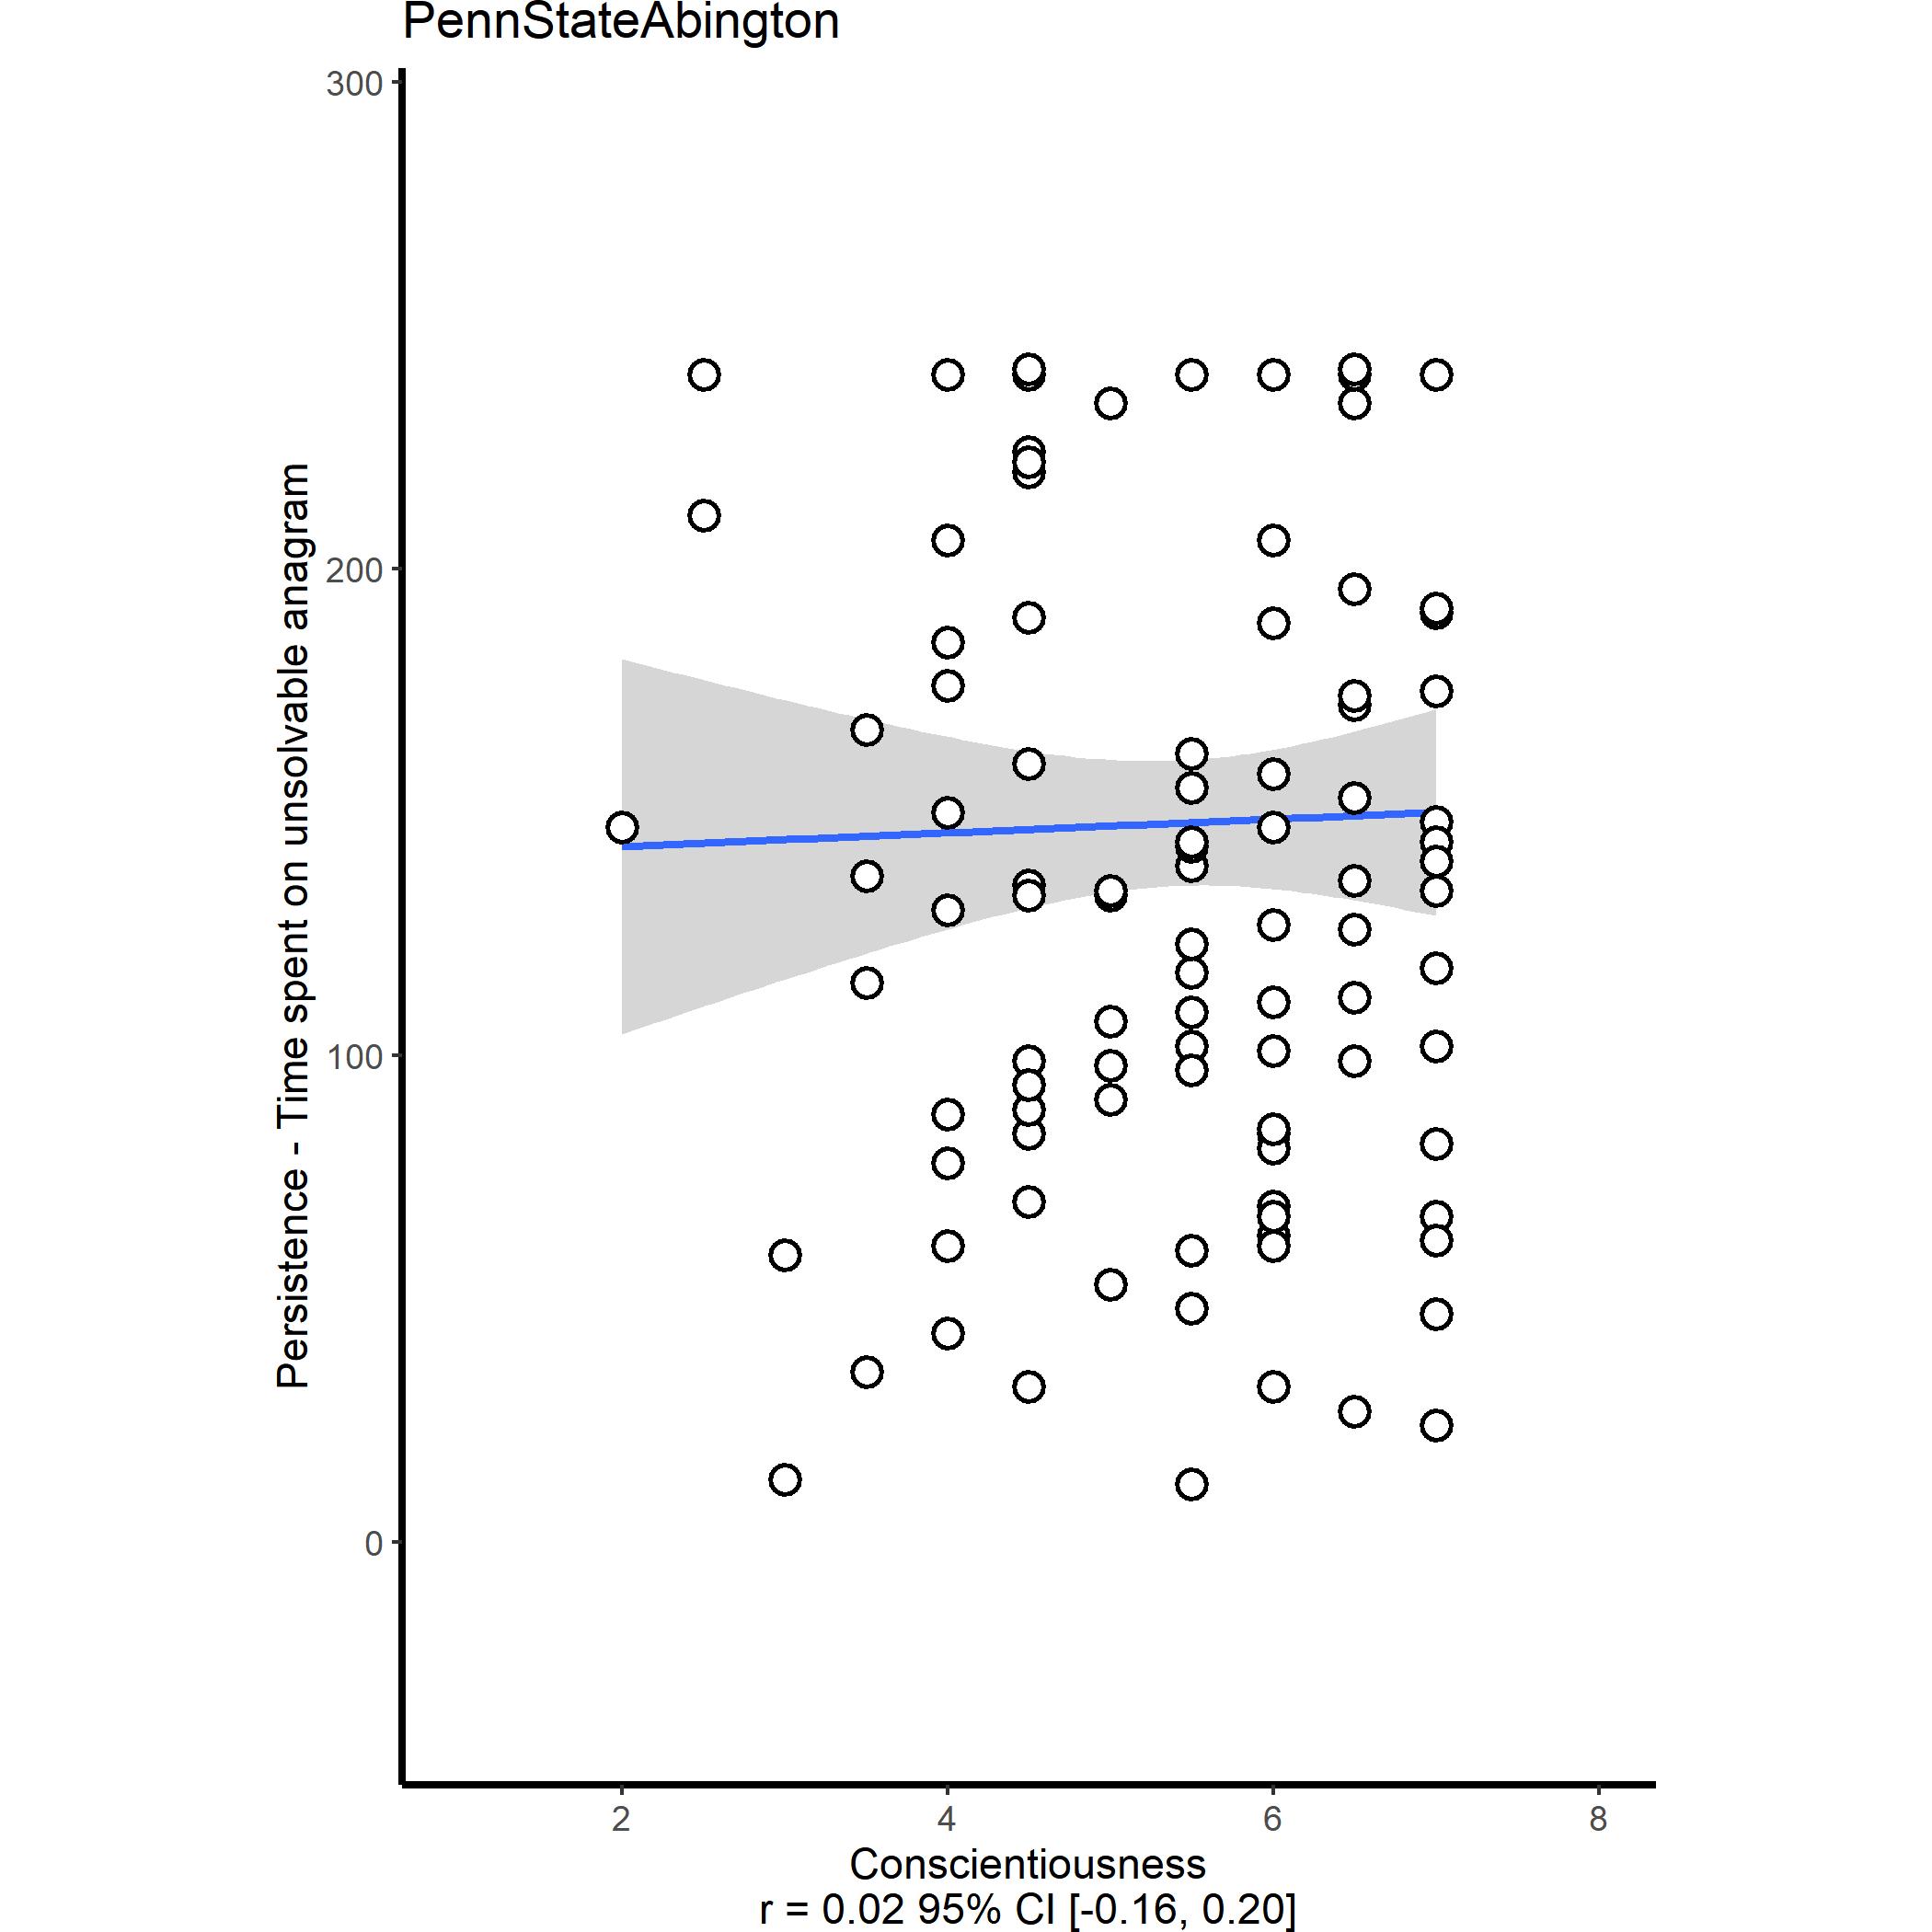 PennStateAbington
300
200
100
0
Persistence - Time spent on unsolvable anagram
2 4 6 8
Conscientiousness
r = 0.02 95% CI [-0.16, 0.20]